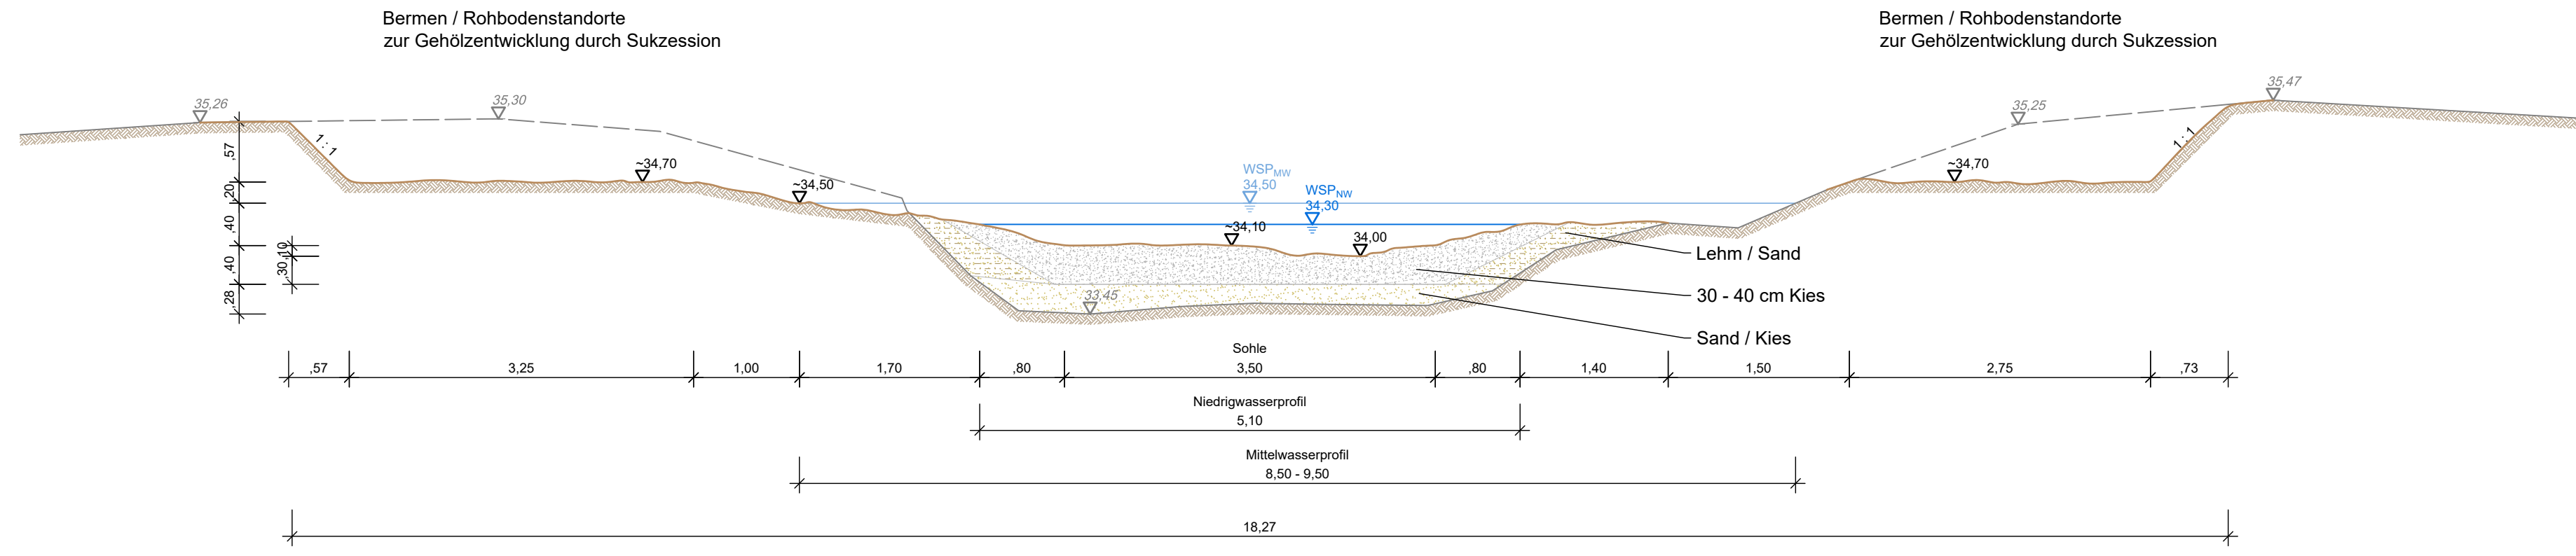 Bermen / Rohbodenstandorte
zur Gehölzentwicklung durch Sukzession
Bermen / Rohbodenstandorte
zur Gehölzentwicklung durch Sukzession
35,26
35,30
35,25
35,47
1 : 1
1 : 1
,57
,20
,40
,40
,28
,10
,30
~34,70
~34,50
WSPMW
34,50
WSPNW
34,30
~34,10
34,00
~34,70
33,45
Lehm / Sand
30 - 40 cm Kies
Sand / Kies
Sohle
,57
3,25
1,00
1,70
,80
3,50
,80
1,40
1,50
2,75
,73
Niedrigwasserprofil
5,10
Mittelwasserprofil
8,50 - 9,50
18,27